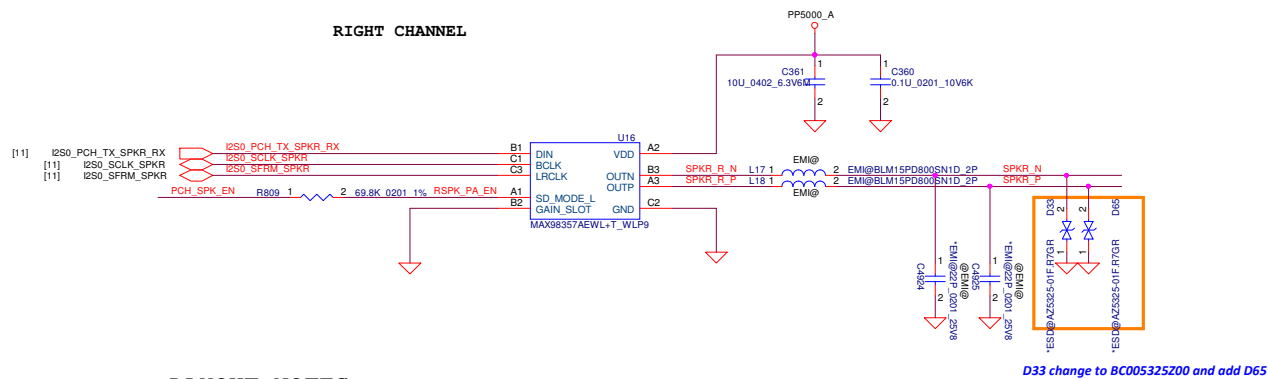 PP5000_A
RIGHT CHANNEL
1
C361
10U_0402_6.3V6M
2
1
C360
0.1U_0201_10V6K
2
U16
[11] I2S0_PCH_TX_SPKR_RX
I2S0_PCH_TX_SPKR_RX
B1
DIN
VDD
A2
[11] I2S0_SCLK_SPKR
I2S0_SCLK_SPKR
C1
BCLK
[11] I2S0_SFRM_SPKR
I2S0_SFRM_SPKR
C3
LRCLK
OUTN
B3
SPKR_R_N
L17 1
EMI@
2 EMI@BLM15PD800SN1D_2P
SPKR_N
OUTP
A3
SPKR_R_P
L18 1
EMI@
2 EMI@BLM15PD800SN1D_2P
SPKR_P
PCH_SPK_EN
R809 1
2 69.8K_0201_1%
RSPK_PA_EN
A1
SD_MODE_L
B2
GAIN_SLOT
GND
C2
MAX98357AEWL+T_WLP9
1
C4924
2
@EMI@
*EMI@22P_0201_25V8
1
C4925
2
@EMI@
*EMI@22P_0201_25V8
D33
2
1
*ESD@AZ5325-01F.R7GR
D65
2
1
*ESD@AZ5325-01F.R7GR
D33 change to BC005325Z00 and add D65